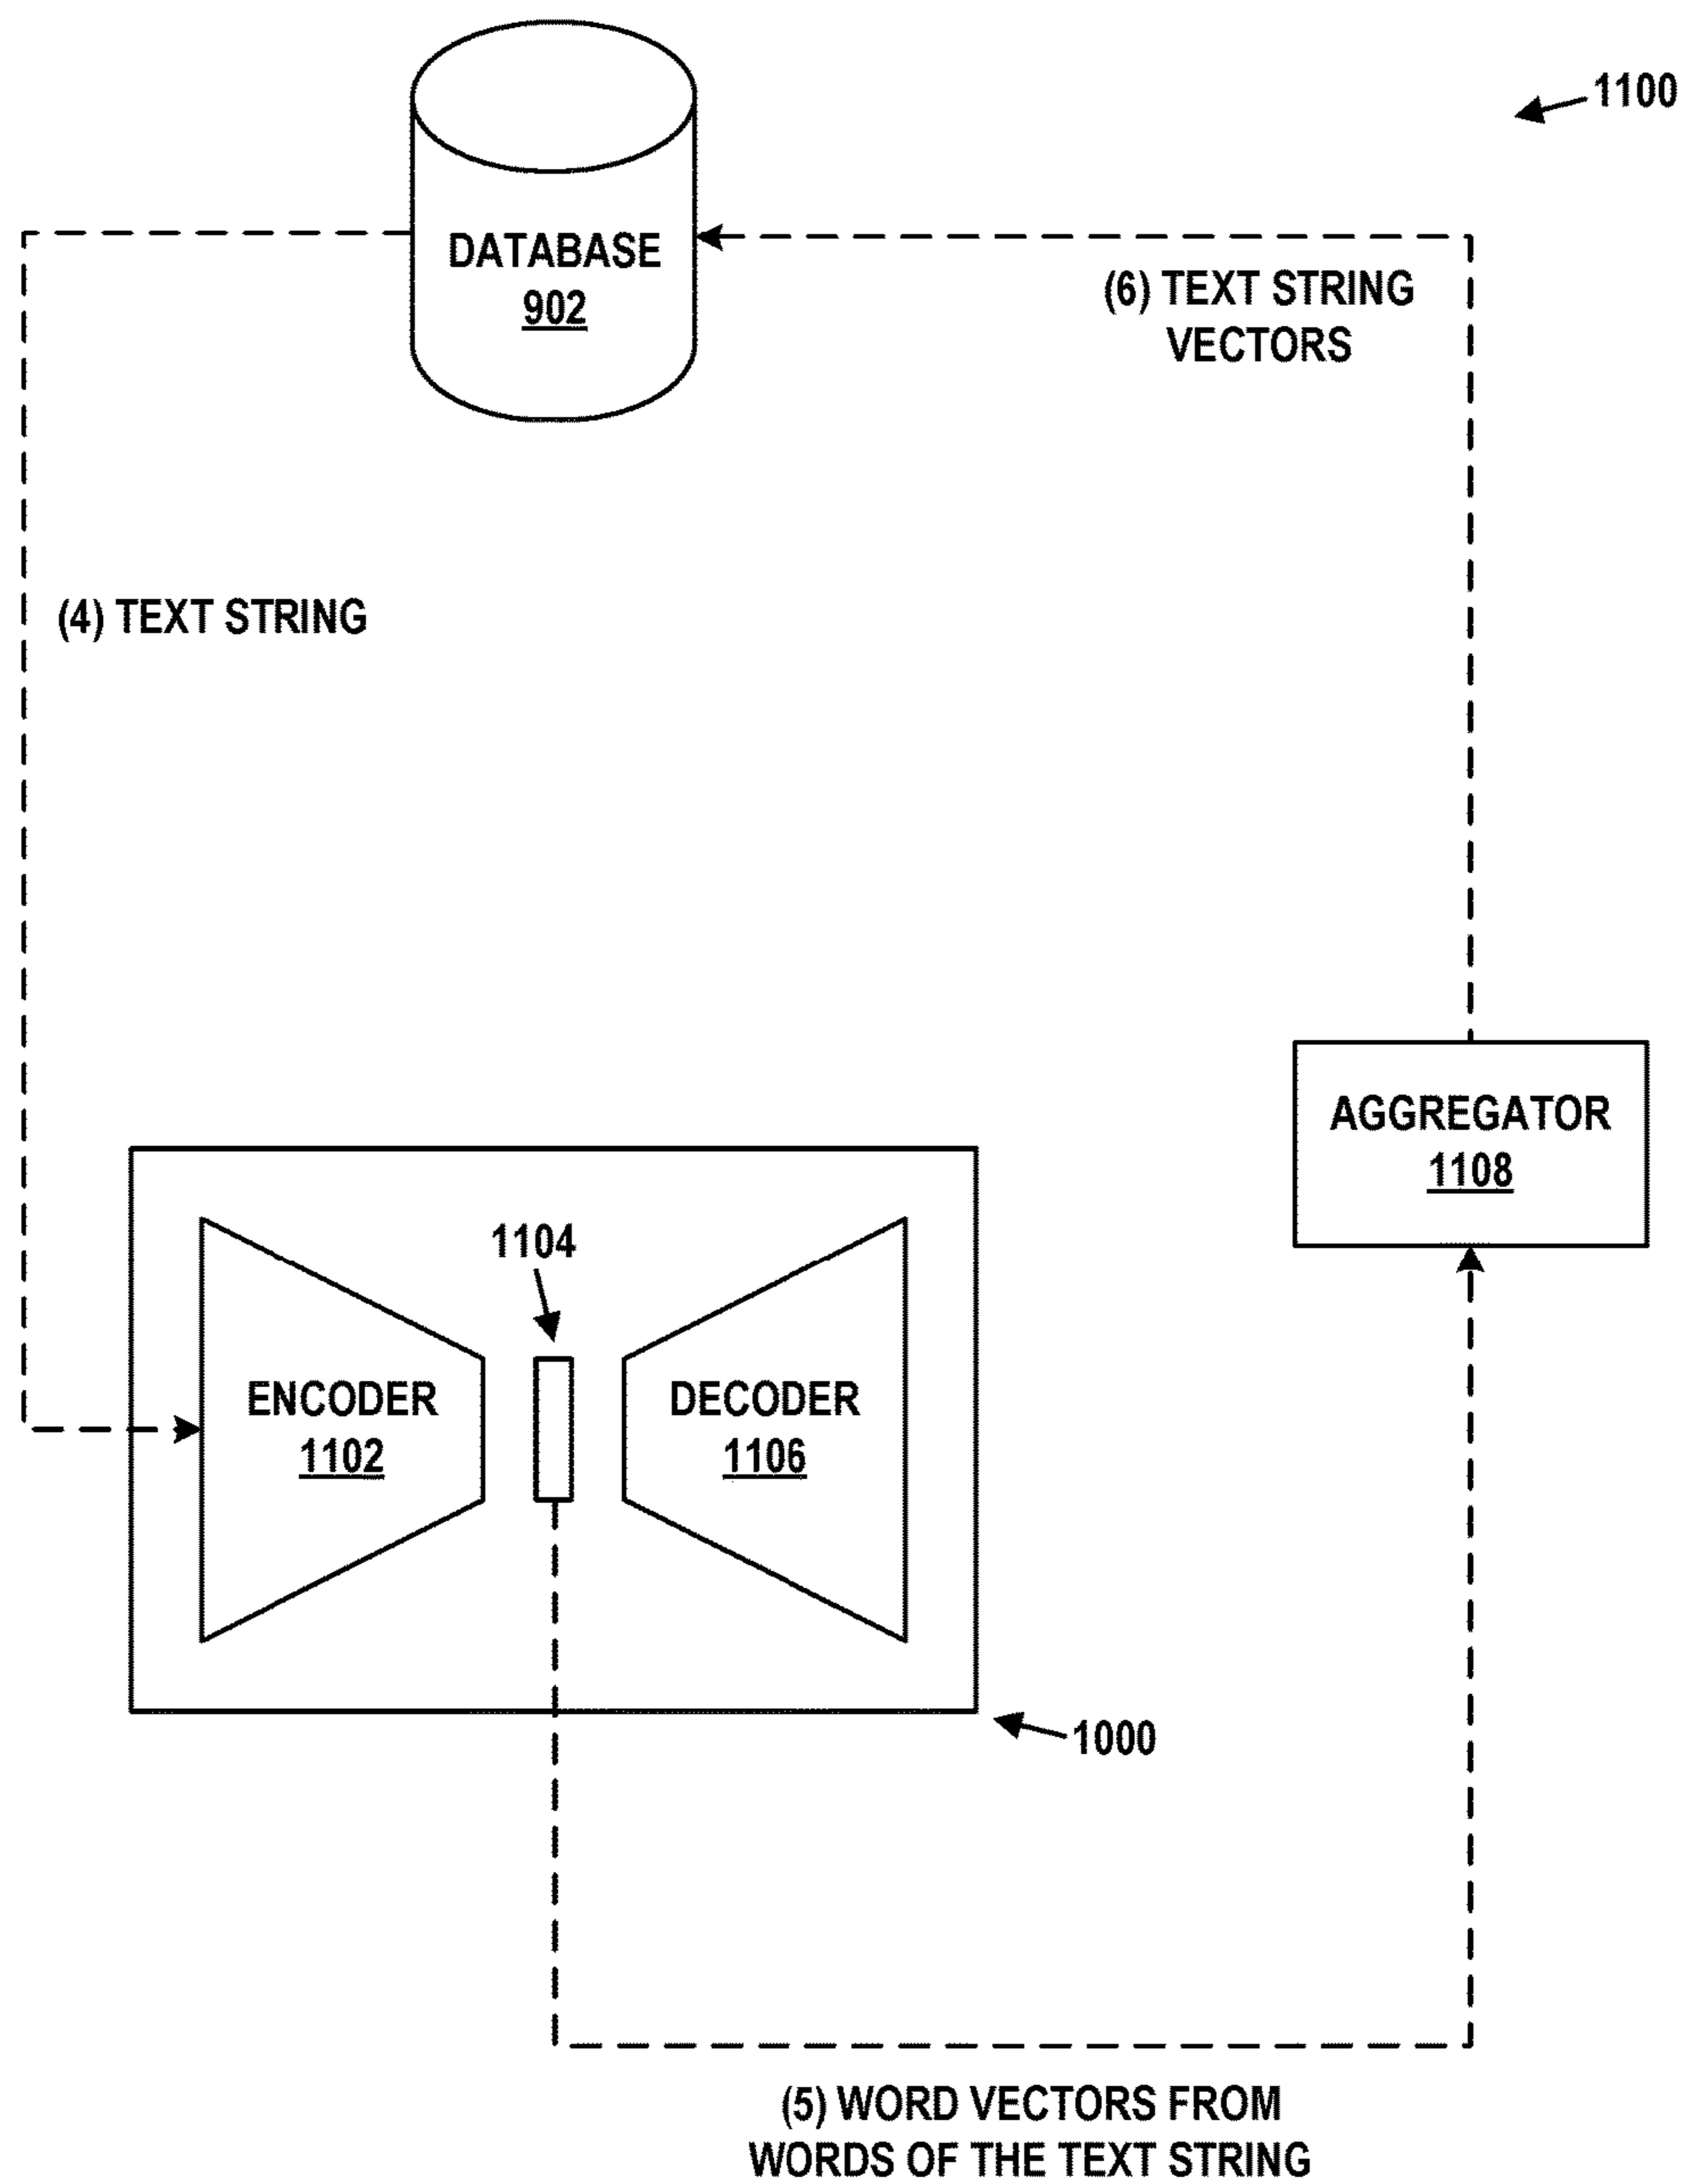 1100
DATABASE
902
(6) TEXT STRING
VECTORS
(4) TEXT STRING
AGGREGATOR
1108
1104
ENCODER
1102
DECODER
1106
1000
(5) WORD VECTORS FROM
WORDS OF THE TEXT STRING